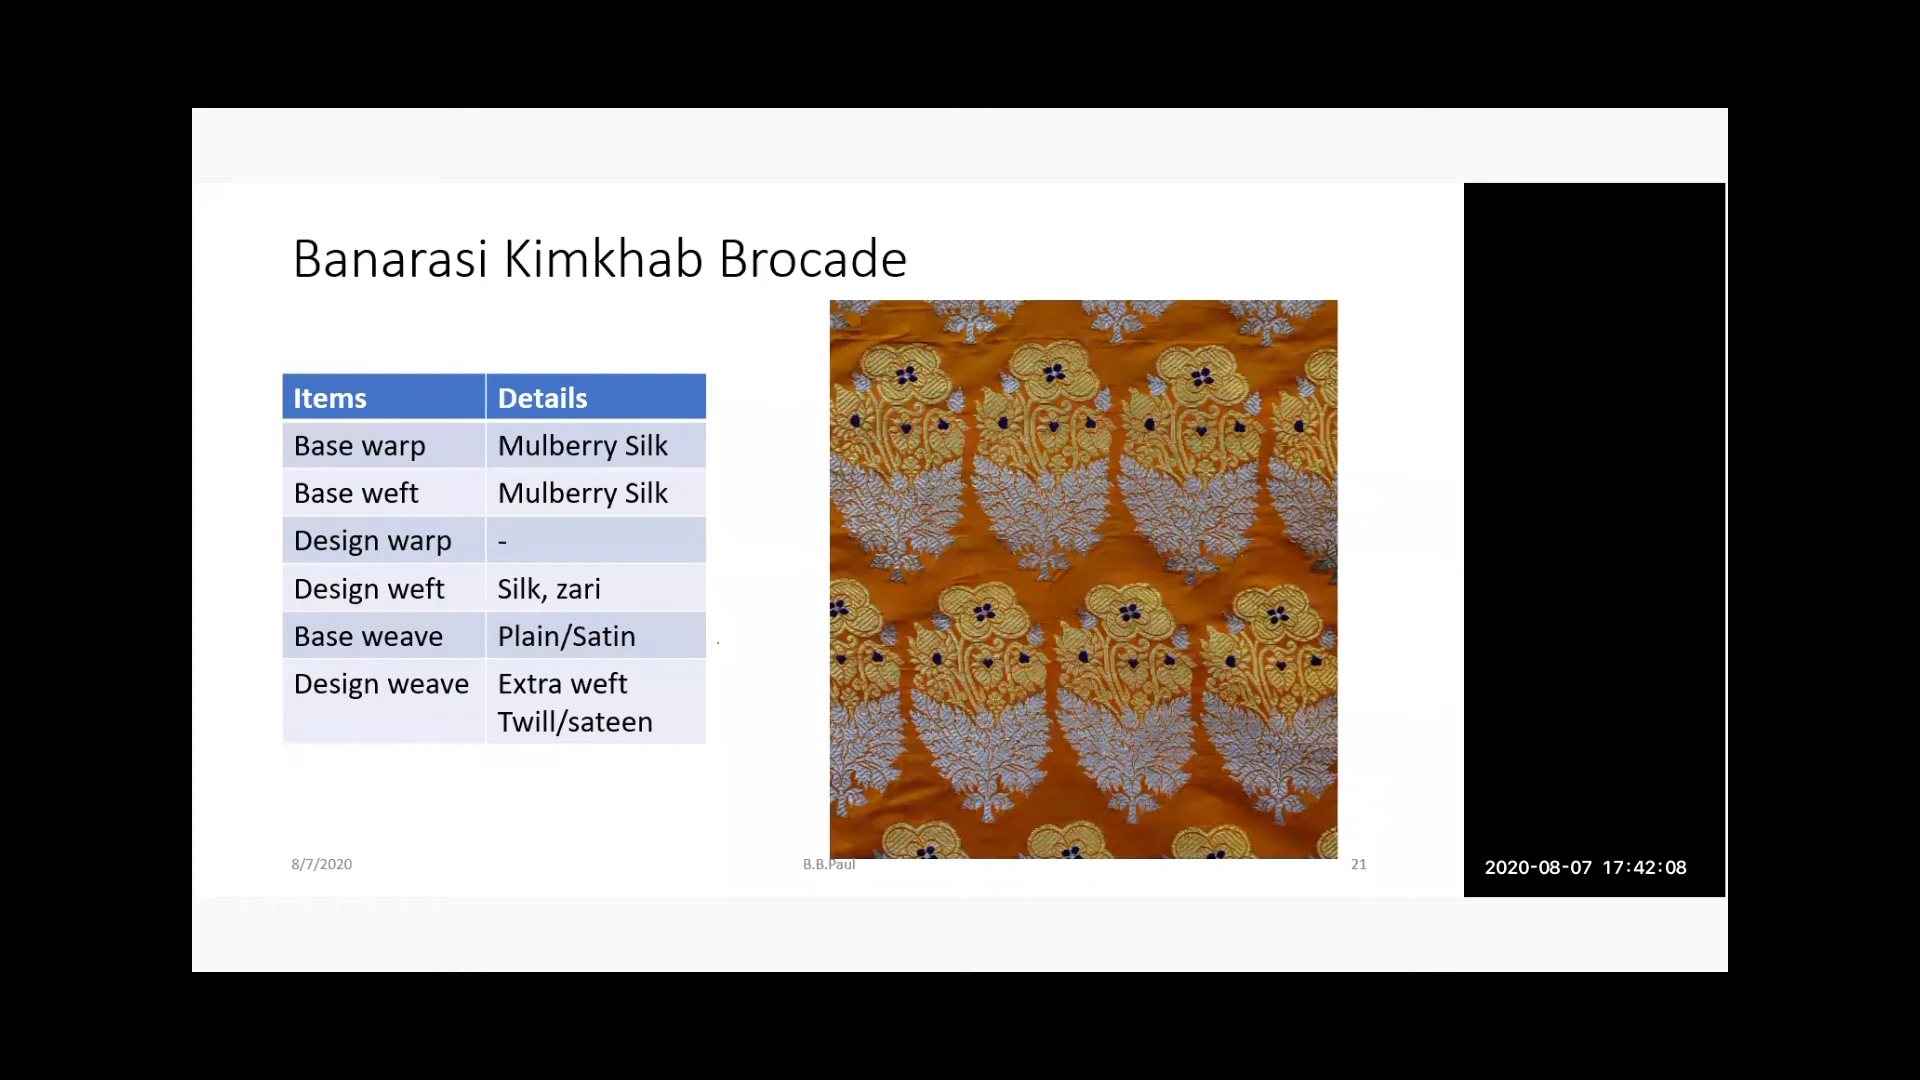 Banarasi Kimkhab Brocade
Items Details
Base warp Mulberry Silk
Base weft Mulberry Silk
Design warp -
Design weft Silk, zari
Base weave Plain/Satin
Design weave Extra weft
Twill/sateen
8/7/2020 B.B.Paul 21
2020-08-07 17:42:08